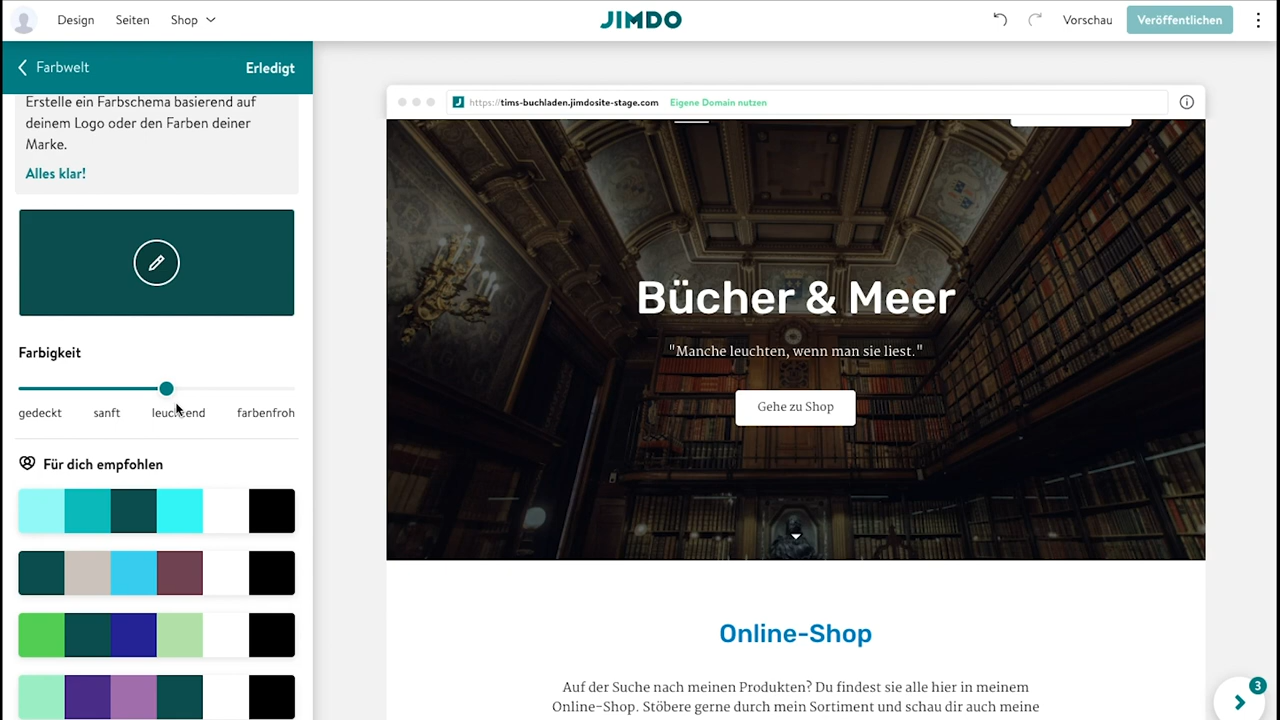 Design Seiten Shop
JIMDO
Vorschau Veröffentlichen
Farbwelt Erledigt
Erstelle ein Farbschema basierend auf
deinem Logo oder den Farben deiner
Marke.
Alles klar!
Farbigkeit
gedeckt sanft leuchtend farbenfroh
Für dich empfohlen
https://tims-buchladen.jimdosite-stage.com Eigene Domain nutzen
Bücher & Meer
"Manche leuchten, wenn man sie liest."
Gehe zu Shop
Online-Shop
Auf der Suche nach meinen Produkten? Du findest sie alle hier in meinem
Online-Shop. Stöbere gerne durch mein Sortiment und schau dir auch meine
3